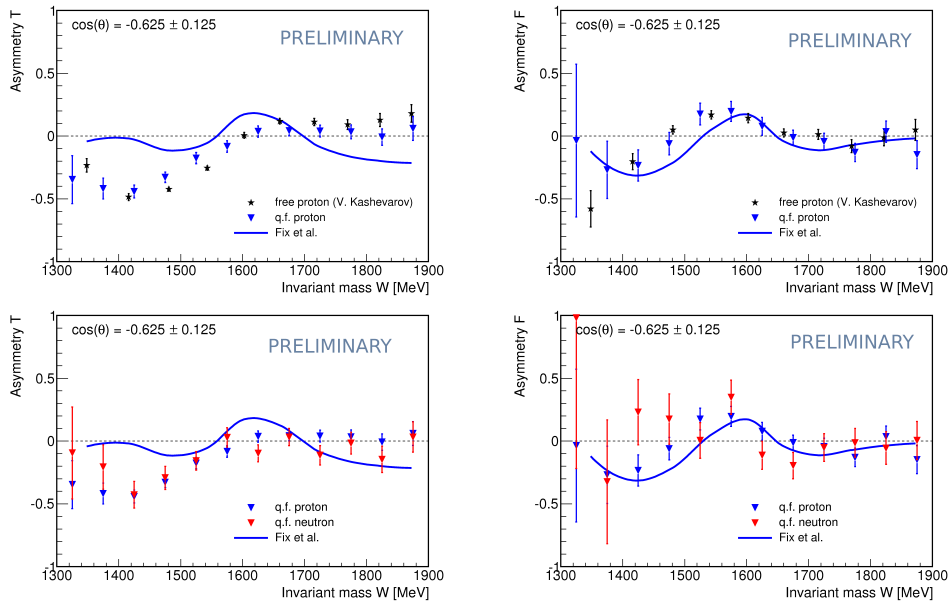 Asymmetry T
1
0.5
0
-0.5
-1
cos(θ) = -0.625 ± 0.125
PRELIMINARY
free proton (V. Kashevarov)
q.f. proton
Fix et al.
1300 1400 1500 1600 1700 1800 1900
Invariant mass W [MeV]
Asymmetry F
1
0.5
0
-0.5
-1
cos(θ) = -0.625 ± 0.125
PRELIMINARY
free proton (V. Kashevarov)
q.f. proton
Fix et al.
1300 1400 1500 1600 1700 1800 1900
Invariant mass W [MeV]
Asymmetry T
1
0.5
0
-0.5
-1
cos(θ) = -0.625 ± 0.125
PRELIMINARY
q.f. proton
q.f. neutron
Fix et al.
1300 1400 1500 1600 1700 1800 1900
Invariant mass W [MeV]
Asymmetry F
1
0.5
0
-0.5
-1
cos(θ) = -0.625 ± 0.125
PRELIMINARY
q.f. proton
q.f. neutron
Fix et al.
1300 1400 1500 1600 1700 1800 1900
Invariant mass W [MeV]